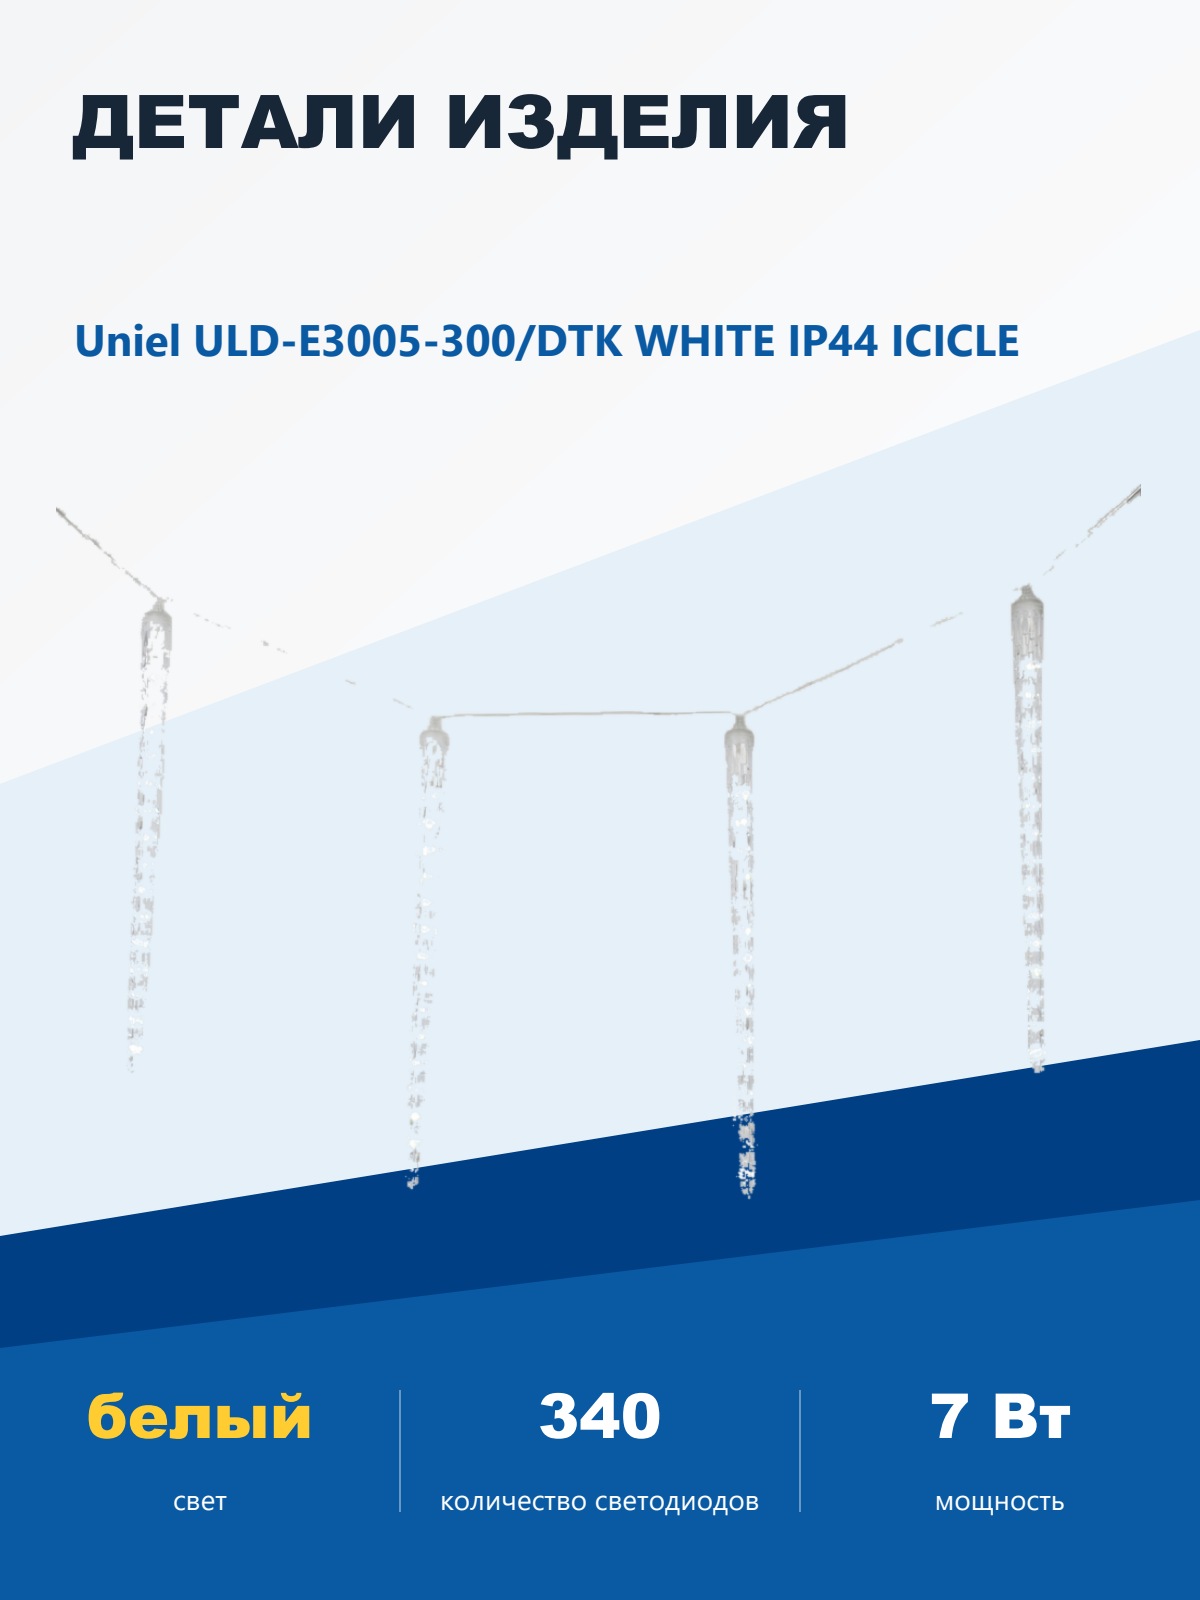 ДЕТАЛИ ИЗДЕЛИЯ
Uniel ULD-E3005-300/DTK WHITE IP44 ICICLE
белый
свет
340
количество светодиодов
7 Вт
мощность